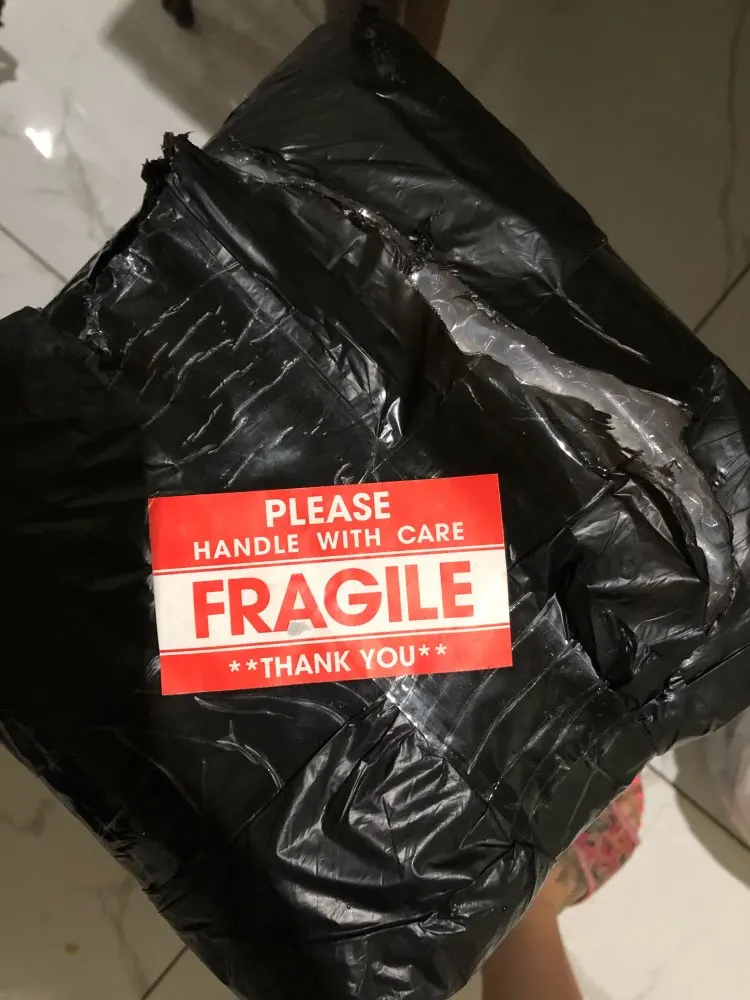 PLEASE
HANDLE WITH CARE
FRAGILE
**THANK YOU**